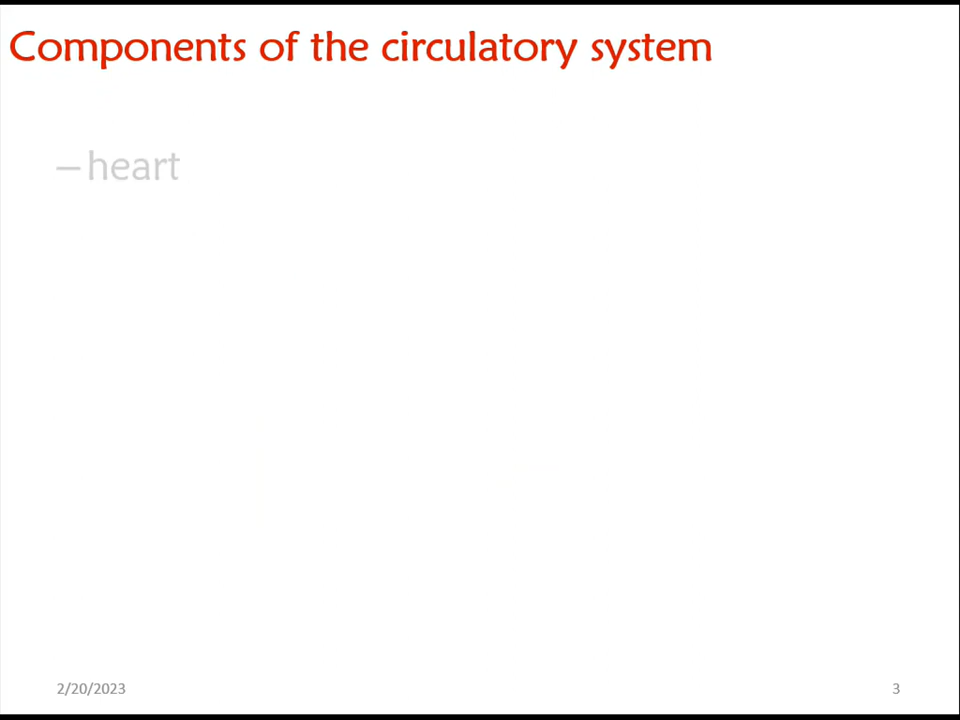 Components of the circulatory system
– heart
2/20/2023
3